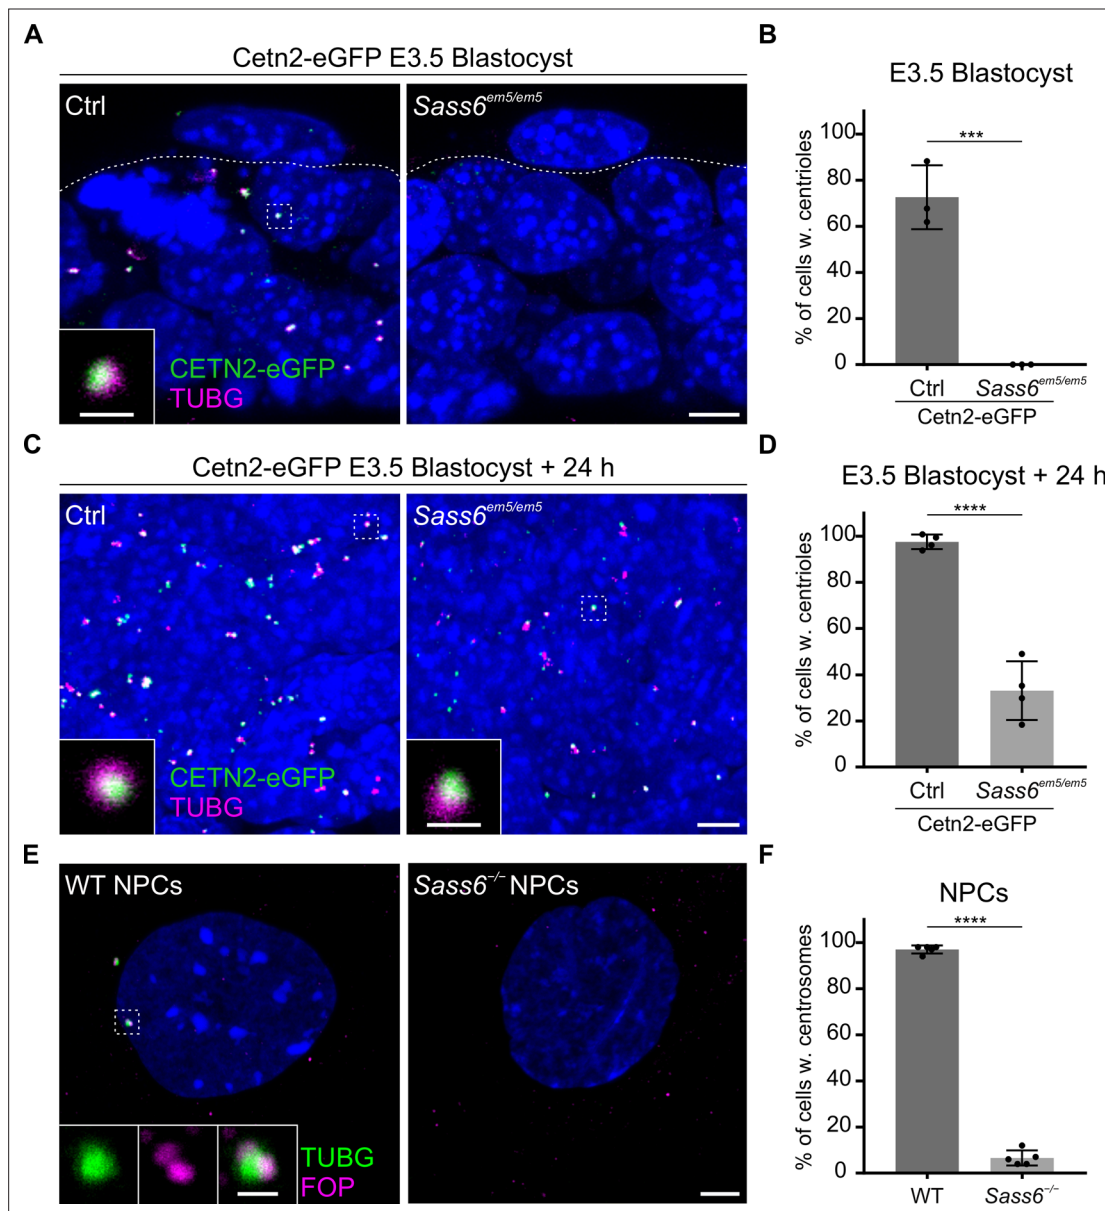 A
Cetn2-eGFP E3.5 Blastocyst
Ctrl
Sass6em5/em5
CETN2-eGFP
TUBG
B
E3.5 Blastocyst
% of cells w. centrioles
100
80
60
40
20
0
***
Ctrl
Sass6em5/em5
Cetn2-eGFP
C
Cetn2-eGFP E3.5 Blastocyst + 24 h
Ctrl
Sass6em5/em5
CETN2-eGFP
TUBG
D
E3.5 Blastocyst + 24 h
% of cells w. centrioles
100
80
60
40
20
0
****
Ctrl
Sass6em5/em5
Cetn2-eGFP
E
WT NPCs
Sass6−/− NPCs
TUBG
FOP
F
NPCs
% of cells w. centrosomes
100
80
60
40
20
0
****
WT
Sass6−/−